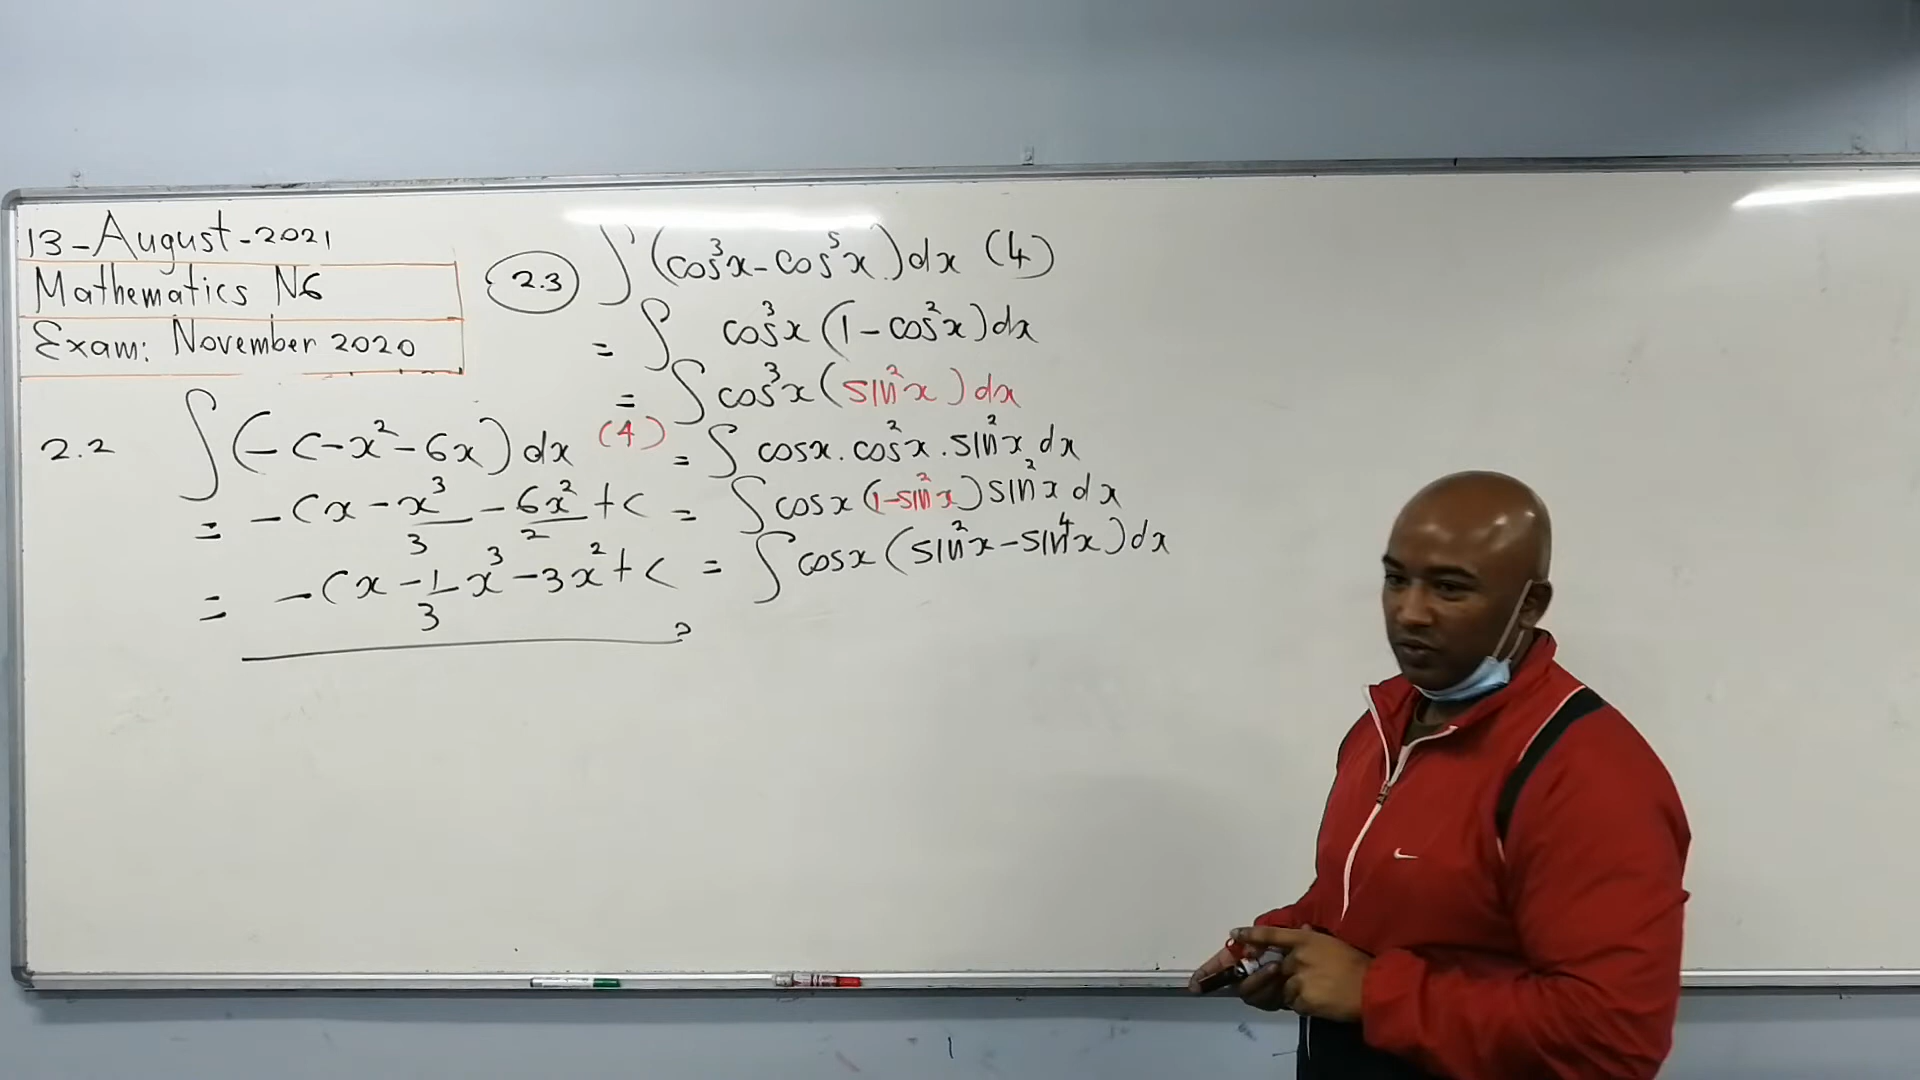 13-August-2021
Mathematics N6
Exam: November 2020
2.2 ∫(-C-x²-6x)dx (4)
= -Cx - x³/3 - 6x²/2 + c
= -Cx - 1/3 x³ - 3x² + c
2.3 ∫(cos³x - cos⁵x)dx (4)
= ∫ cos³x (1 - cos²x)dx
= ∫ cos³x (sin²x)dx
= ∫ cosx.cos²x.sin²x dx
= ∫ cosx (1-sin²x) sin²x dx
= ∫ cosx (sin²x - sin⁴x)dx